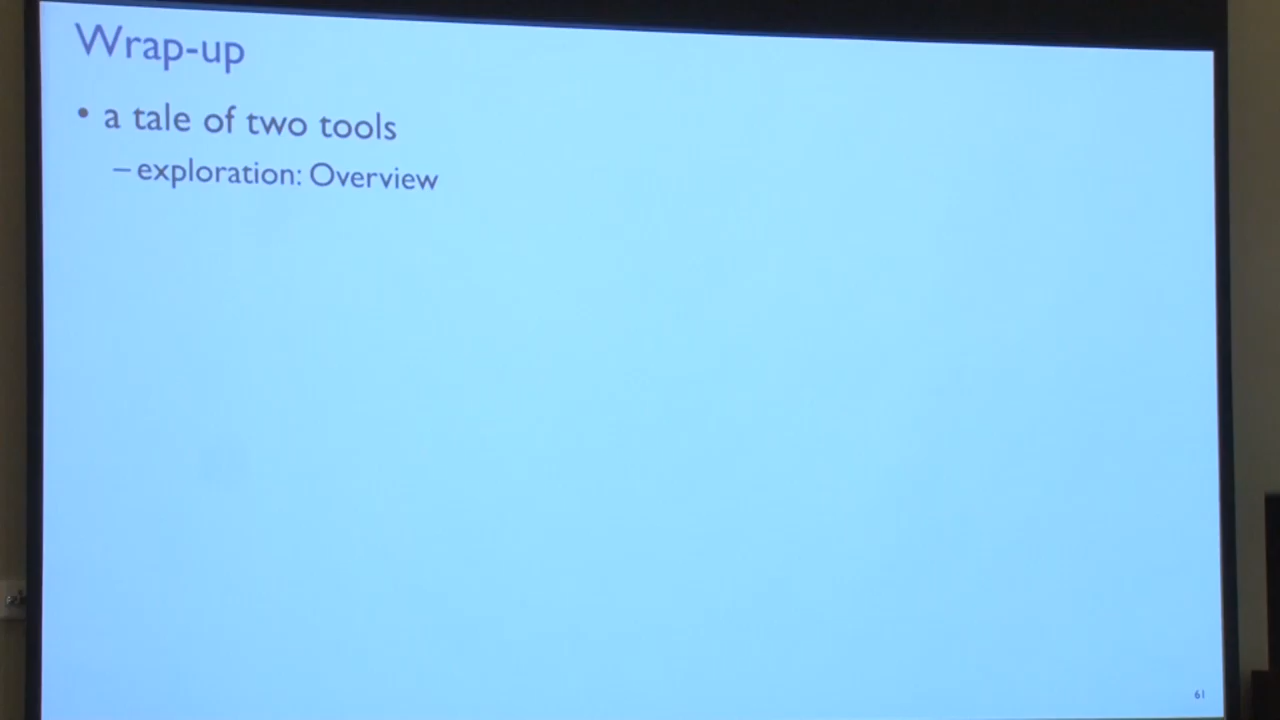 Wrap-up
• a tale of two tools
– exploration: Overview
61